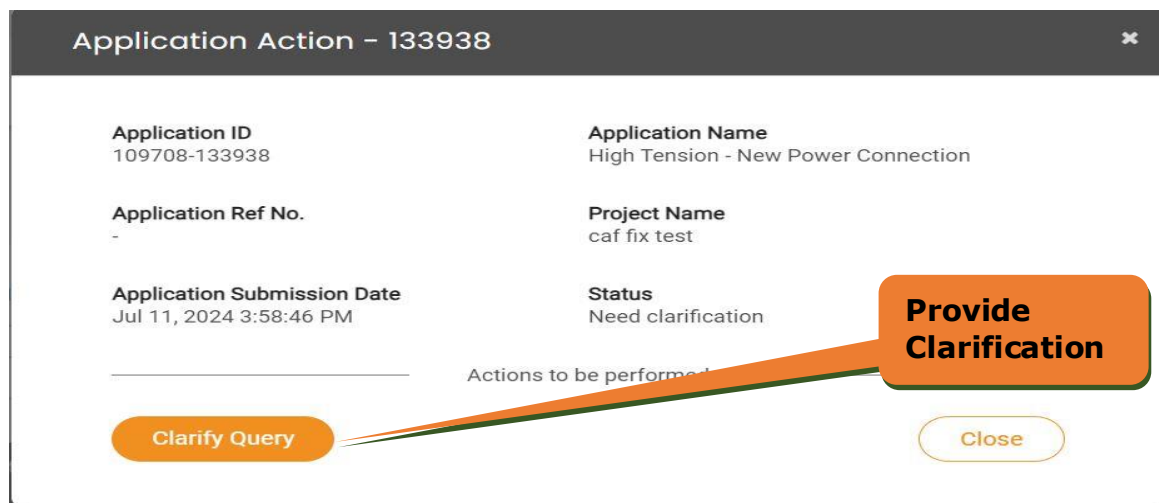 Application Action - 133938
Application ID
109708-133938
Application Name
High Tension - New Power Connection
Application Ref No.
-
Project Name
caf fix test
Application Submission Date
Jul 11, 2024 3:58:46 PM
Status
Need clarification
Provide
Clarification
Actions to be performed
Clarify Query
Close